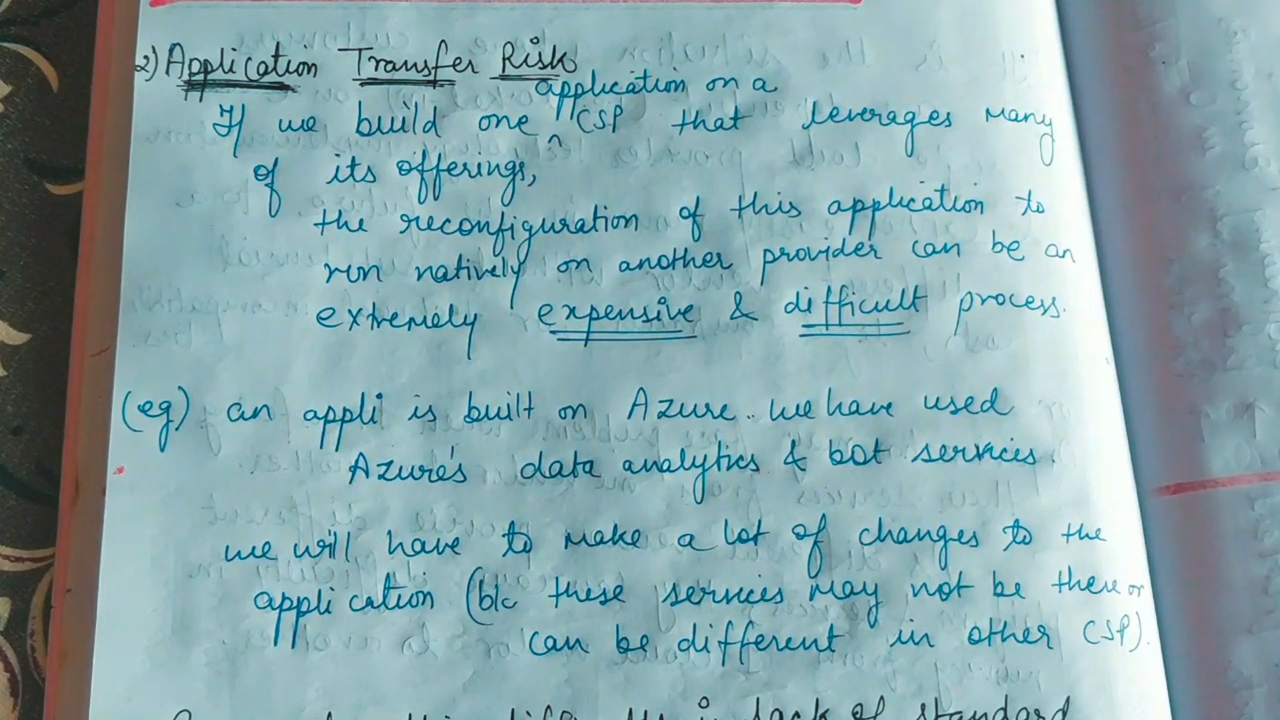 2) Application Transfer Risk
application on a
If we build one ^ CSP that leverages many
of its offerings,
the reconfiguration of this application to
run natively on another provider can be an
extremely expensive & difficult process.
(eg) an appli is built on Azure. we have used
Azure's data analytics & bot services.
we will have to make a lot of changes to the
application (b/c these services may not be there or
can be different in other CSP).
lack of standard